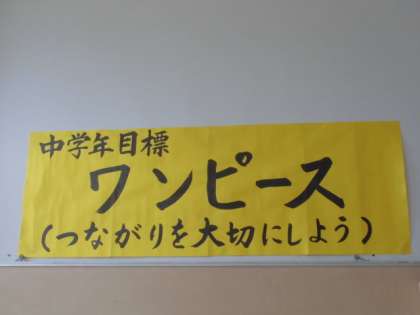 中学年目標
ワンピース
(つながりを大切にしよう)